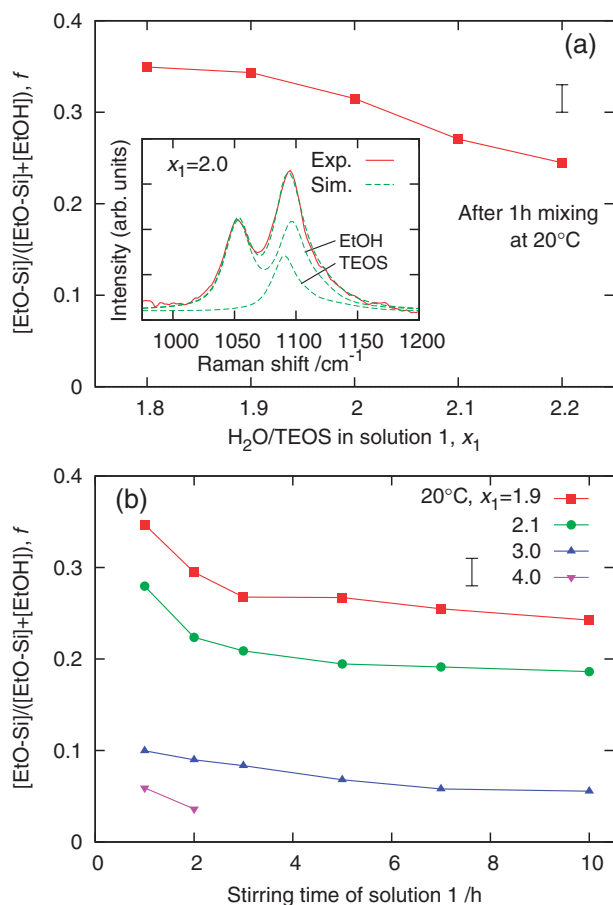 (a)
[EtO-Si]/([EtO-Si]+[EtOH]), f
0.4
0.3
0.2
0.1
0
x1=2.0
Exp.
Sim.
EtOH
TEOS
Intensity (arb. units)
1000 1050 1100 1150 1200
Raman shift /cm-1
After 1h mixing
at 20°C
1.8 1.9 2 2.1 2.2
H2O/TEOS in solution 1, x1
(b)
[EtO-Si]/([EtO-Si]+[EtOH]), f
0.4
0.3
0.2
0.1
0
20°C, x1=1.9
2.1
3.0
4.0
0 2 4 6 8 10
Stirring time of solution 1 /h